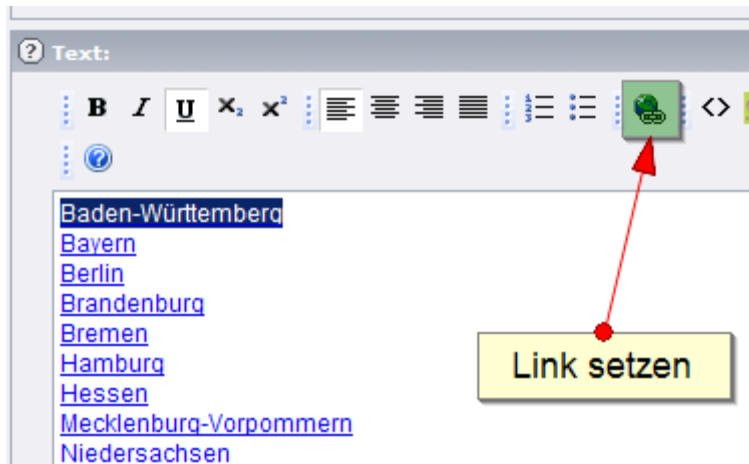 Text:
B I U x₂ x²
Baden-Württemberg
Bayern
Berlin
Brandenburg
Bremen
Hamburg
Hessen
Mecklenburg-Vorpommern
Niedersachsen
Link setzen